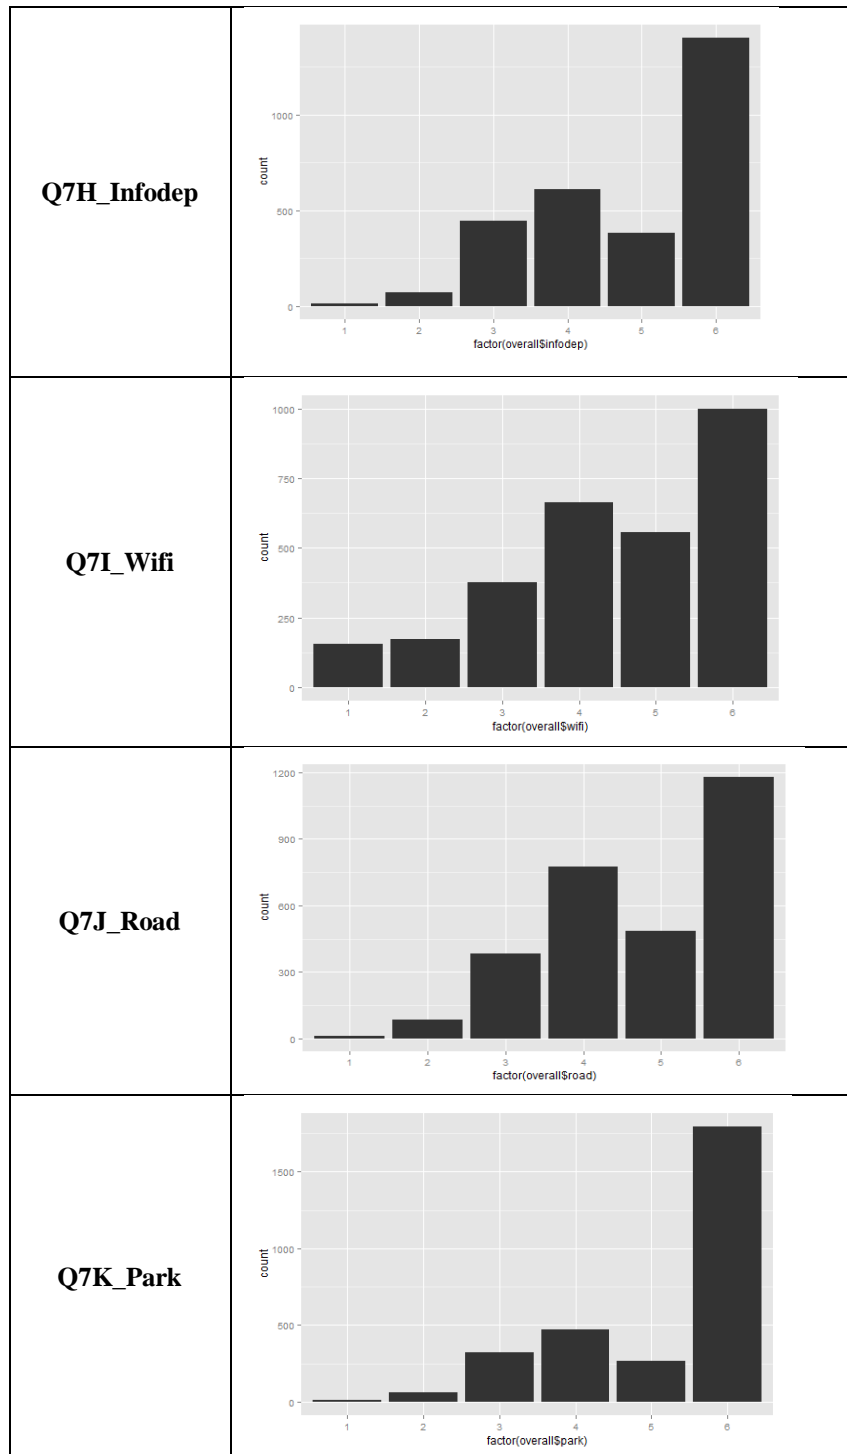 Q7H_Infodep
count
1000
500
0
1 2 3 4 5 6
factor(overall$infodep)
Q7I_Wifi
count
1000
750
500
250
0
1 2 3 4 5 6
factor(overall$wifi)
Q7J_Road
count
1200
900
600
300
0
1 2 3 4 5 6
factor(overall$road)
Q7K_Park
count
1500
1000
500
0
1 2 3 4 5 6
factor(overall$park)